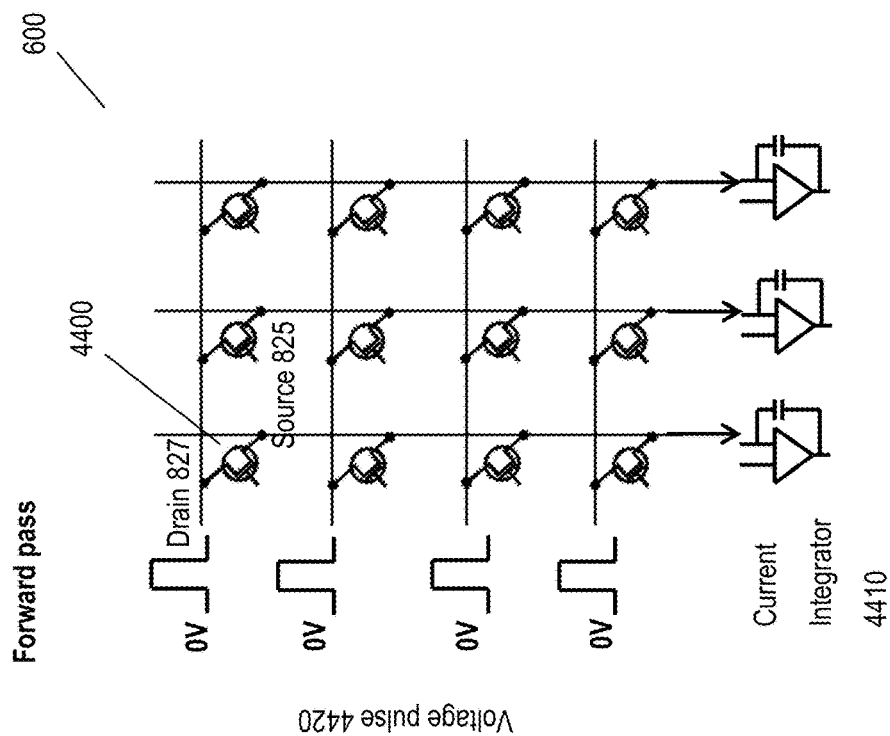 Forward pass
600
4400
Drain 827
Source 825
0V
0V
0V
0V
Voltage pulse 4420
Current
Integrator
4410